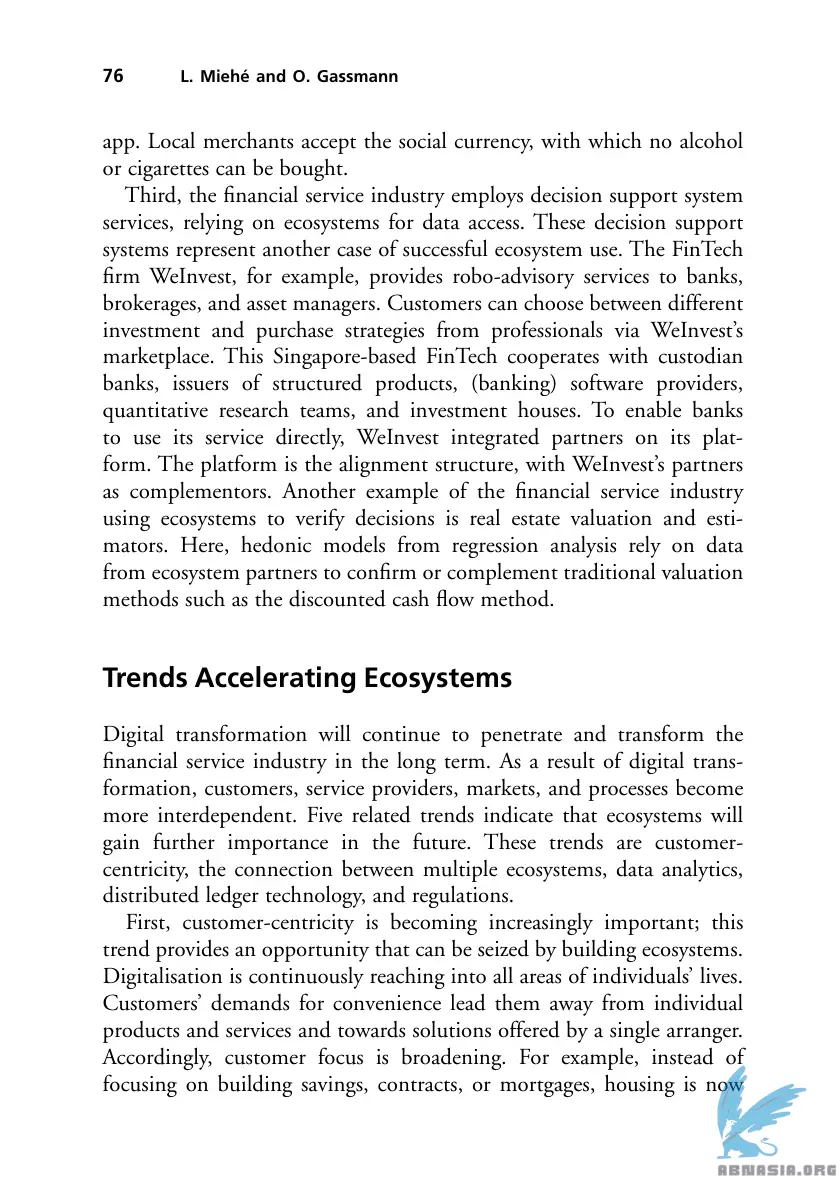 76 L. Miehé and O. Gassmann
app. Local merchants accept the social currency, with which no alcohol
or cigarettes can be bought.
Third, the financial service industry employs decision support system
services, relying on ecosystems for data access. These decision support
systems represent another case of successful ecosystem use. The FinTech
firm WeInvest, for example, provides robo-advisory services to banks,
brokerages, and asset managers. Customers can choose between different
investment and purchase strategies from professionals via WeInvest's
marketplace. This Singapore-based FinTech cooperates with custodian
banks, issuers of structured products, (banking) software providers,
quantitative research teams, and investment houses. To enable banks
to use its service directly, WeInvest integrated partners on its plat-
form. The platform is the alignment structure, with WeInvest's partners
as complementors. Another example of the financial service industry
using ecosystems to verify decisions is real estate valuation and esti-
mators. Here, hedonic models from regression analysis rely on data
from ecosystem partners to confirm or complement traditional valuation
methods such as the discounted cash flow method.
Trends Accelerating Ecosystems
Digital transformation will continue to penetrate and transform the
financial service industry in the long term. As a result of digital trans-
formation, customers, service providers, markets, and processes become
more interdependent. Five related trends indicate that ecosystems will
gain further importance in the future. These trends are customer-
centricity, the connection between multiple ecosystems, data analytics,
distributed ledger technology, and regulations.
First, customer-centricity is becoming increasingly important; this
trend provides an opportunity that can be seized by building ecosystems.
Digitalisation is continuously reaching into all areas of individuals' lives.
Customers' demands for convenience lead them away from individual
products and services and towards solutions offered by a single arranger.
Accordingly, customer focus is broadening. For example, instead of
focusing on building savings, contracts, or mortgages, housing is now
ABNASIA.ORG